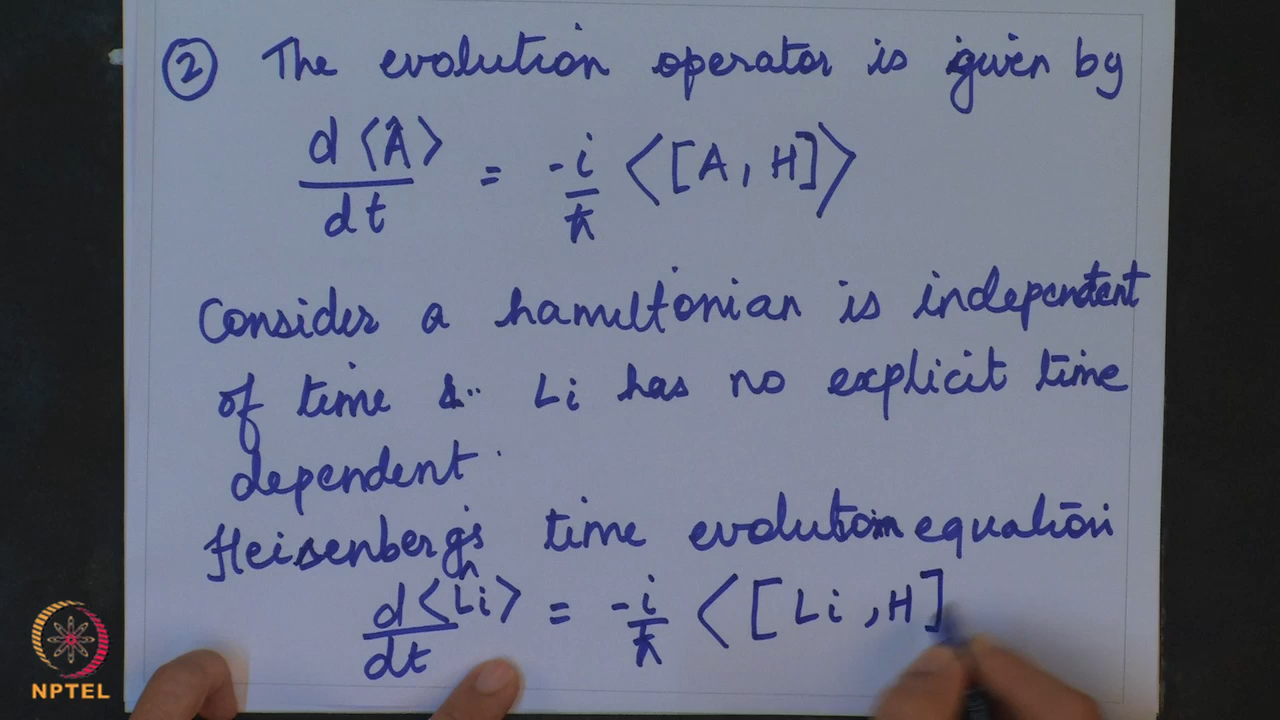 ② The evolution operator is given by
d⟨Â⟩/dt = -i/ħ ⟨[A, H]⟩
Consider a hamiltonian is independent
of time & Li has no explicit time
dependent.
Heisenberg's time evolution equation
d⟨L̂i⟩/dt = -i/ħ ⟨[Li, H]
NPTEL